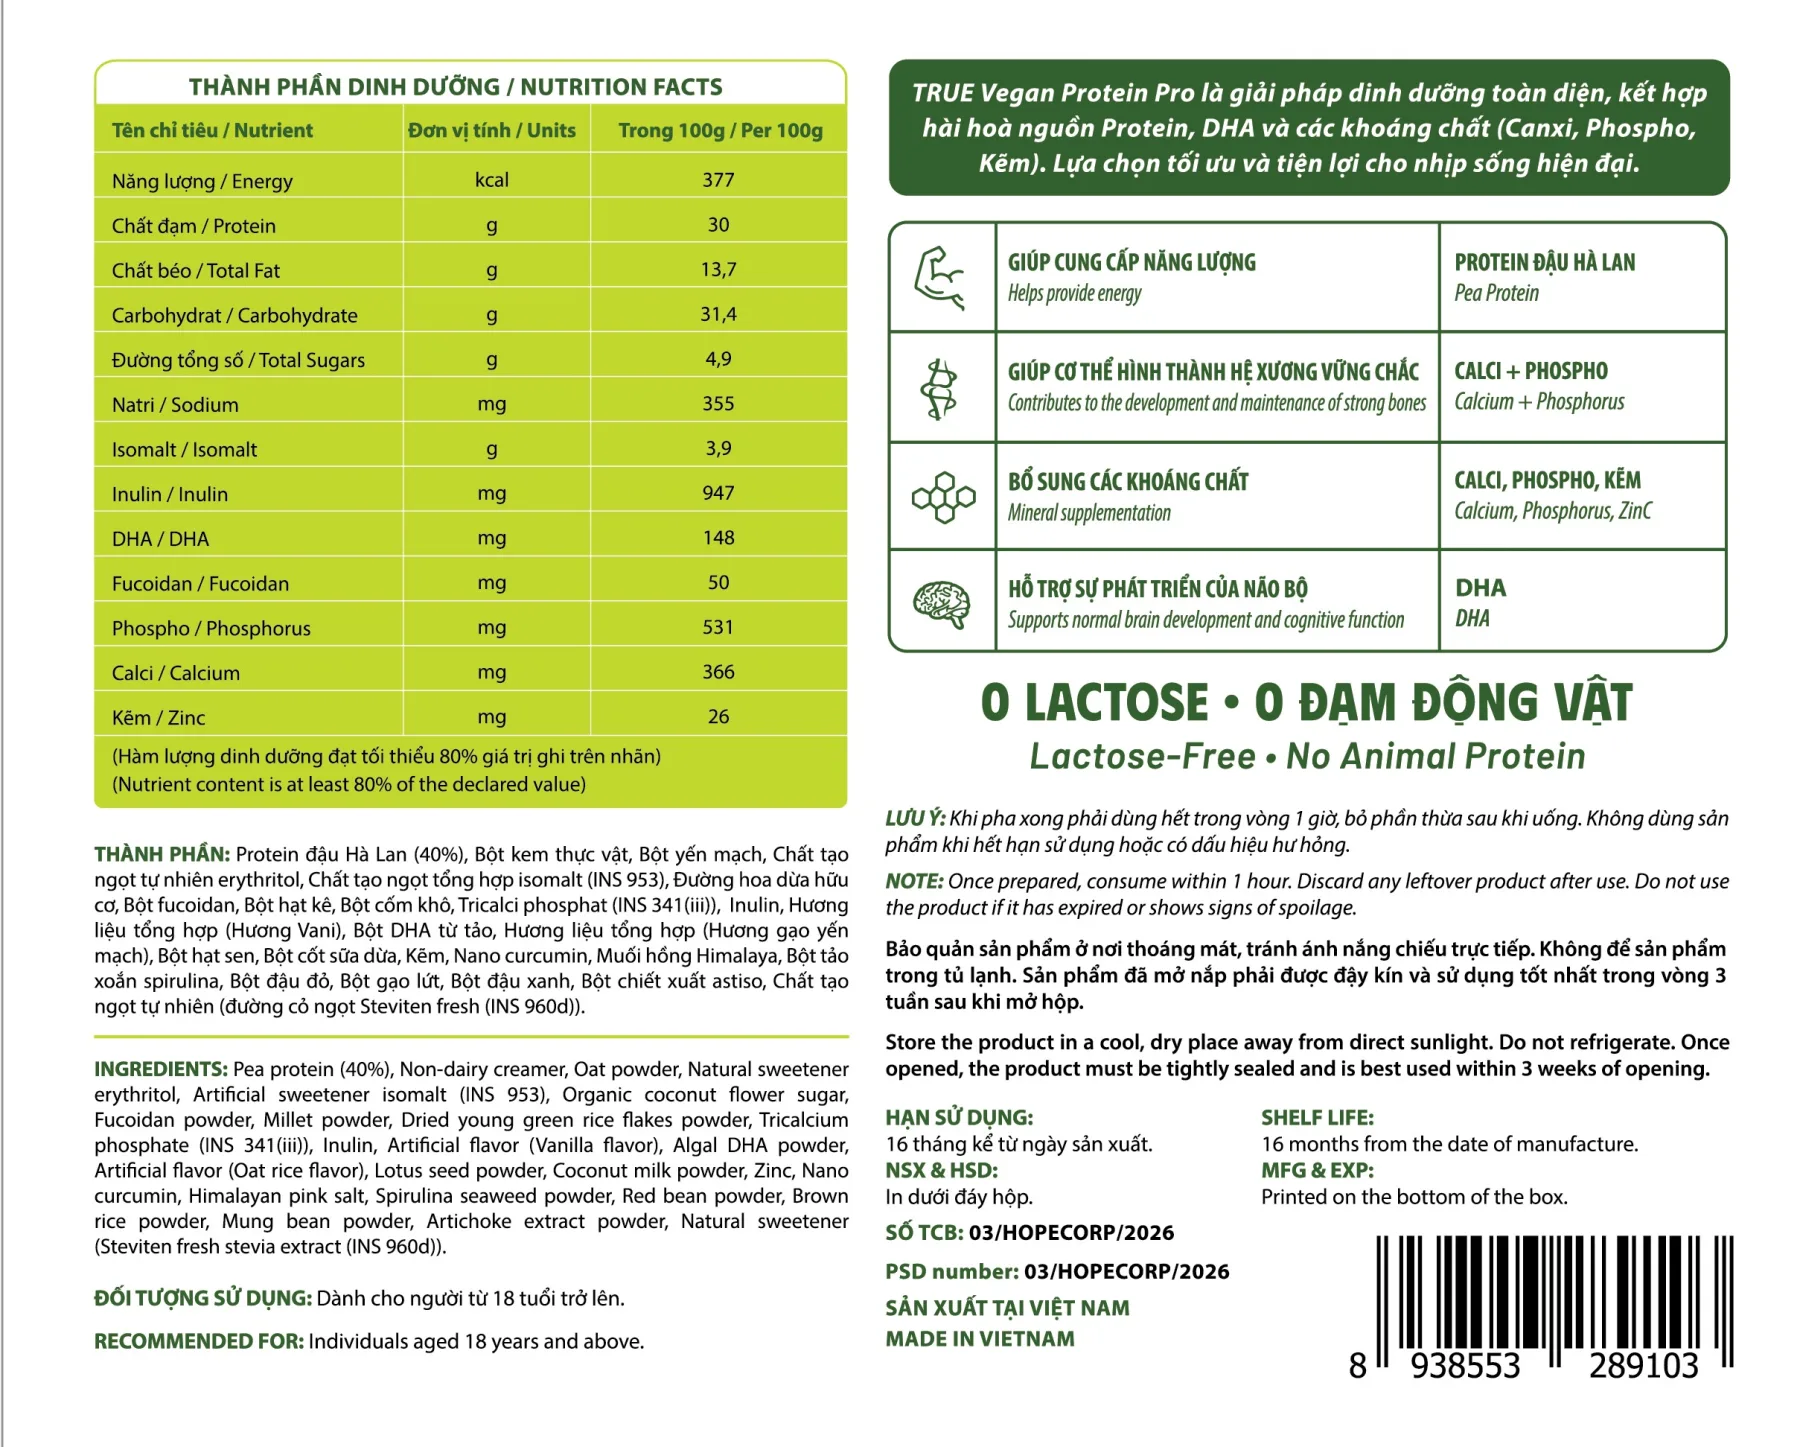 THÀNH PHẦN DINH DƯỠNG / NUTRITION FACTS
Tên chỉ tiêu / Nutrient Đơn vị tính / Units Trong 100g / Per 100g
Năng lượng / Energy kcal 377
Chất đạm / Protein g 30
Chất béo / Total Fat g 13,7
Carbohydrat / Carbohydrate g 31,4
Đường tổng số / Total Sugars g 4,9
Natri / Sodium mg 355
Isomalt / Isomalt g 3,9
Inulin / Inulin mg 947
DHA / DHA mg 148
Fucoidan / Fucoidan mg 50
Phospho / Phosphorus mg 531
Calci / Calcium mg 366
Kẽm / Zinc mg 26
(Hàm lượng dinh dưỡng đạt tối thiểu 80% giá trị ghi trên nhãn)
(Nutrient content is at least 80% of the declared value)
THÀNH PHẦN: Protein đậu Hà Lan (40%), Bột kem thực vật, Bột yến mạch, Chất tạo
ngọt tự nhiên erythritol, Chất tạo ngọt tổng hợp isomalt (INS 953), Đường hoa dừa hữu
cơ, Bột fucoidan, Bột hạt kê, Bột cốm khô, Tricalci phosphat (INS 341(iii)), Inulin, Hương
liệu tổng hợp (Hương Vani), Bột DHA từ tảo, Hương liệu tổng hợp (Hương gạo yến
mạch), Bột hạt sen, Bột cốt sữa dừa, Kẽm, Nano curcumin, Muối hồng Himalaya, Bột tảo
xoắn spirulina, Bột đậu đỏ, Bột gạo lứt, Bột đậu xanh, Bột chiết xuất astiso, Chất tạo
ngọt tự nhiên (đường cỏ ngọt Steviten fresh (INS 960d)).
INGREDIENTS: Pea protein (40%), Non-dairy creamer, Oat powder, Natural sweetener
erythritol, Artificial sweetener isomalt (INS 953), Organic coconut flower sugar,
Fucoidan powder, Millet powder, Dried young green rice flakes powder, Tricalcium
phosphate (INS 341(iii)), Inulin, Artificial flavor (Vanilla flavor), Algal DHA powder,
Artificial flavor (Oat rice flavor), Lotus seed powder, Coconut milk powder, Zinc, Nano
curcumin, Himalayan pink salt, Spirulina seaweed powder, Red bean powder, Brown
rice powder, Mung bean powder, Artichoke extract powder, Natural sweetener
(Steviten fresh stevia extract (INS 960d)).
ĐỐI TƯỢNG SỬ DỤNG: Dành cho người từ 18 tuổi trở lên.
RECOMMENDED FOR: Individuals aged 18 years and above.
TRUE Vegan Protein Pro là giải pháp dinh dưỡng toàn diện, kết hợp
hài hoà nguồn Protein, DHA và các khoáng chất (Canxi, Phospho,
Kẽm). Lựa chọn tối ưu và tiện lợi cho nhịp sống hiện đại.
GIÚP CUNG CẤP NĂNG LƯỢNG PROTEIN ĐẬU HÀ LAN
Helps provide energy Pea Protein
GIÚP CƠ THỂ HÌNH THÀNH HỆ XƯƠNG VỮNG CHẮC CALCI + PHOSPHO
Contributes to the development and maintenance of strong bones Calcium + Phosphorus
BỔ SUNG CÁC KHOÁNG CHẤT CALCI, PHOSPHO, KẼM
Mineral supplementation Calcium, Phosphorus, ZinC
HỖ TRỢ SỰ PHÁT TRIỂN CỦA NÃO BỘ DHA
Supports normal brain development and cognitive function DHA
0 LACTOSE • 0 ĐẠM ĐỘNG VẬT
Lactose-Free • No Animal Protein
LƯU Ý: Khi pha xong phải dùng hết trong vòng 1 giờ, bỏ phần thừa sau khi uống. Không dùng sản
phẩm khi hết hạn sử dụng hoặc có dấu hiệu hư hỏng.
NOTE: Once prepared, consume within 1 hour. Discard any leftover product after use. Do not use
the product if it has expired or shows signs of spoilage.
Bảo quản sản phẩm ở nơi thoáng mát, tránh ánh nắng chiếu trực tiếp. Không để sản phẩm
trong tủ lạnh. Sản phẩm đã mở nắp phải được đậy kín và sử dụng tốt nhất trong vòng 3
tuần sau khi mở hộp.
Store the product in a cool, dry place away from direct sunlight. Do not refrigerate. Once
opened, the product must be tightly sealed and is best used within 3 weeks of opening.
HẠN SỬ DỤNG: SHELF LIFE:
16 tháng kể từ ngày sản xuất. 16 months from the date of manufacture.
NSX & HSD: MFG & EXP:
In dưới đáy hộp. Printed on the bottom of the box.
SỐ TCB: 03/HOPECORP/2026
PSD number: 03/HOPECORP/2026
SẢN XUẤT TẠI VIỆT NAM
MADE IN VIETNAM
8 938553 289103